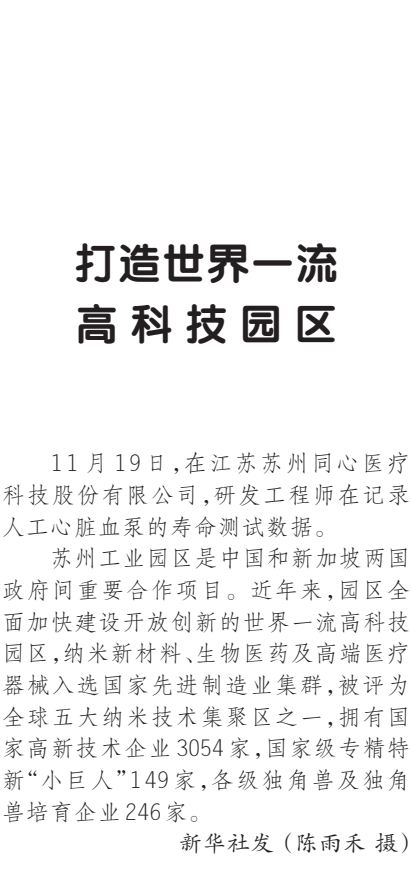 打造世界一流
高科技园区
11月19日,在江苏苏州同心医疗
科技股份有限公司,研发工程师在记录
人工心脏血泵的寿命测试数据。
苏州工业园区是中国和新加坡两国
政府间重要合作项目。近年来,园区全
面加快建设开放创新的世界一流高科技
园区,纳米新材料、生物医药及高端医疗
器械入选国家先进制造业集群,被评为
全球五大纳米技术集聚区之一,拥有国
家高新技术企业3054家,国家级专精特
新“小巨人”149家,各级独角兽及独角
兽培育企业246家。
新华社发(陈雨禾 摄)